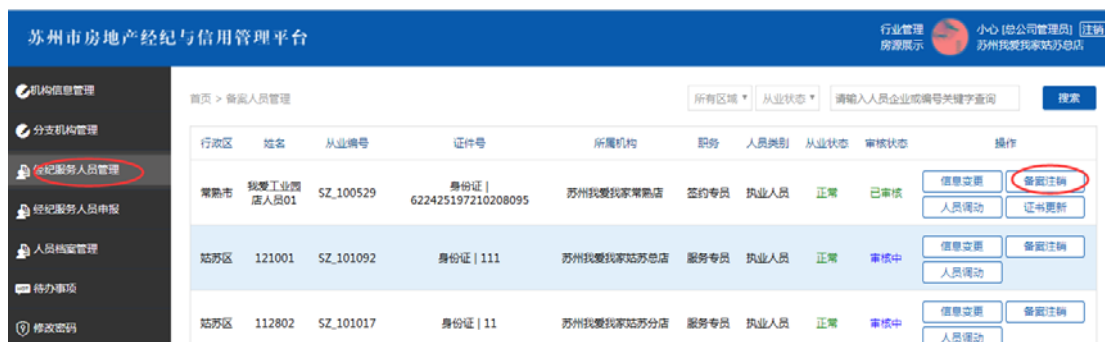 苏州市房地产经纪与信用管理平台
行业管理
房源展示
小心 [总公司管理员] [注销
苏州我爱我家姑苏总店
机构信息管理
分支机构管理
经纪服务人员管理
经纪服务人员申报
人员档案管理
待办事项
修改密码
首页 > 备案人员管理
所有区域 ▼ 从业状态 ▼ 请输入人员企业或编号关键字查询 搜索
行政区 姓名 从业编号 证件号 所属机构 职务 人员类别 从业状态 审核状态 操作
常熟市 我爱工业园店人员01 SZ_100529 身份证 | 622425197210208095 苏州我爱我家常熟店 签约专员 执业人员 正常 已审核 信息变更 备案注销
人员调动 证书更新
姑苏区 121001 SZ_101092 身份证 | 111 苏州我爱我家姑苏总店 服务专员 执业人员 正常 审核中 信息变更 备案注销
人员调动
姑苏区 112802 SZ_101017 身份证 | 11 苏州我爱我家姑苏分店 服务专员 执业人员 正常 审核中 信息变更 备案注销
人员调动